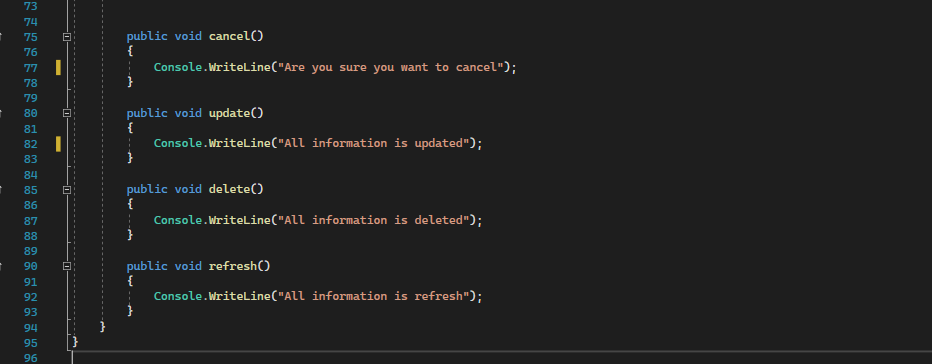 73
74
75 public void cancel()
76 {
77 Console.WriteLine("Are you sure you want to cancel");
78 }
79
80 public void update()
81 {
82 Console.WriteLine("All information is updated");
83 }
84
85 public void delete()
86 {
87 Console.WriteLine("All information is deleted");
88 }
89
90 public void refresh()
91 {
92 Console.WriteLine("All information is refresh");
93 }
94 }
95 }
96